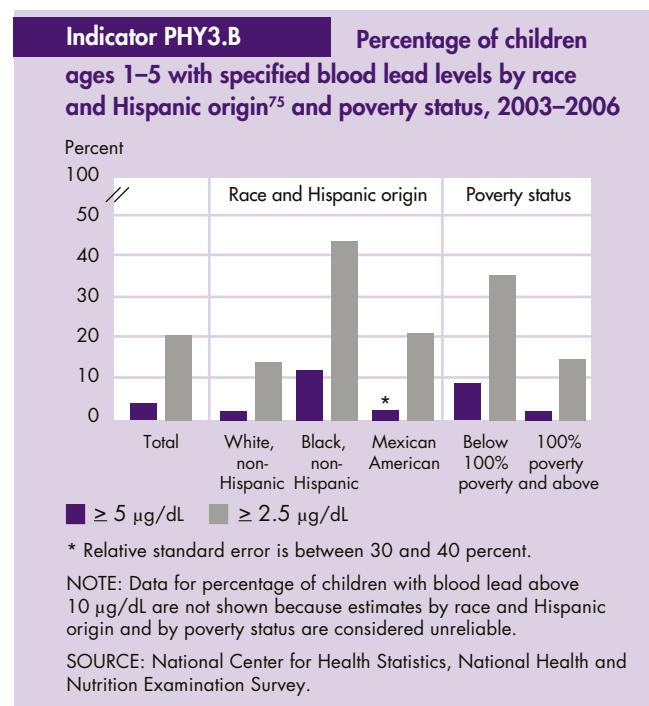 Indicator PHY3.B Percentage of children
ages 1–5 with specified blood lead levels by race
and Hispanic origin75 and poverty status, 2003–2006
Percent
100
50
40
30
20
10
0
Race and Hispanic origin
Poverty status
*
Total
White,
non-
Hispanic
Black,
non-
Hispanic
Mexican
American
Below
100%
poverty
100%
poverty
and above
≥ 5 µg/dL
≥ 2.5 µg/dL
* Relative standard error is between 30 and 40 percent.
NOTE: Data for percentage of children with blood lead above
10 µg/dL are not shown because estimates by race and Hispanic
origin and by poverty status are considered unreliable.
SOURCE: National Center for Health Statistics, National Health and
Nutrition Examination Survey.